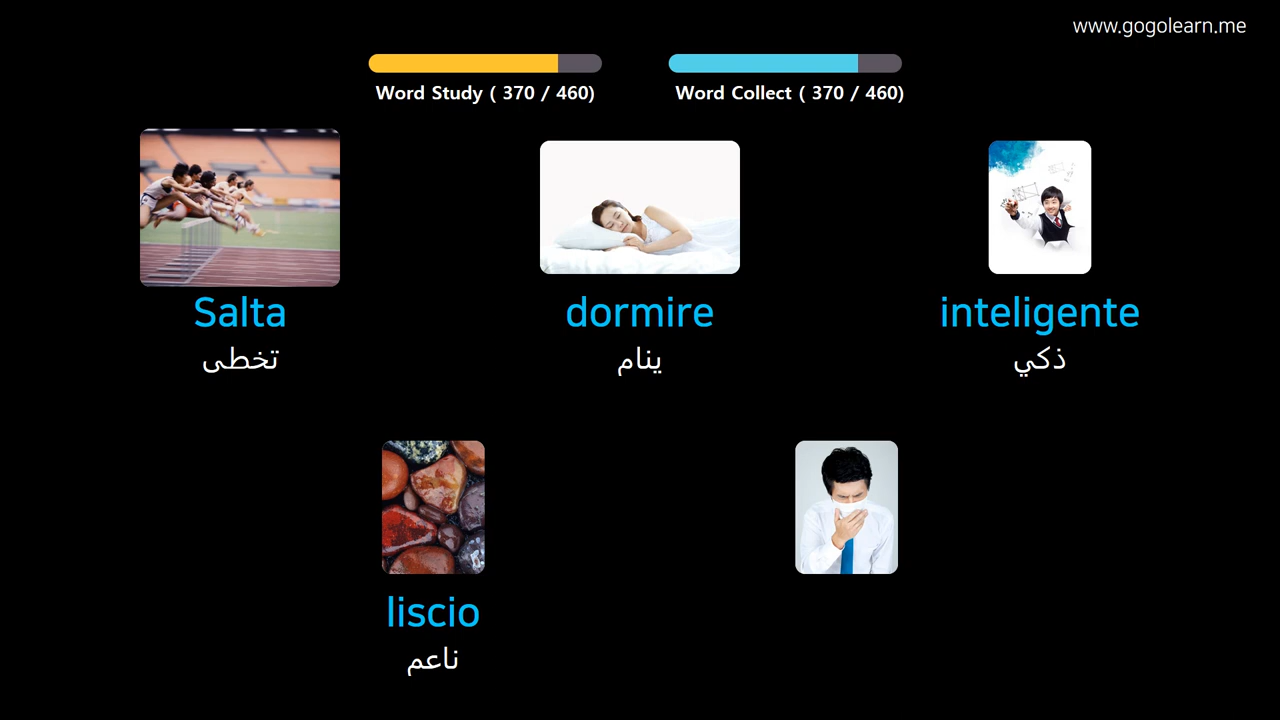 www.gogolearn.me
Word Study ( 370 / 460)
Word Collect ( 370 / 460)
Salta
تخطى
dormire
ينام
inteligente
ذكي
liscio
ناعم